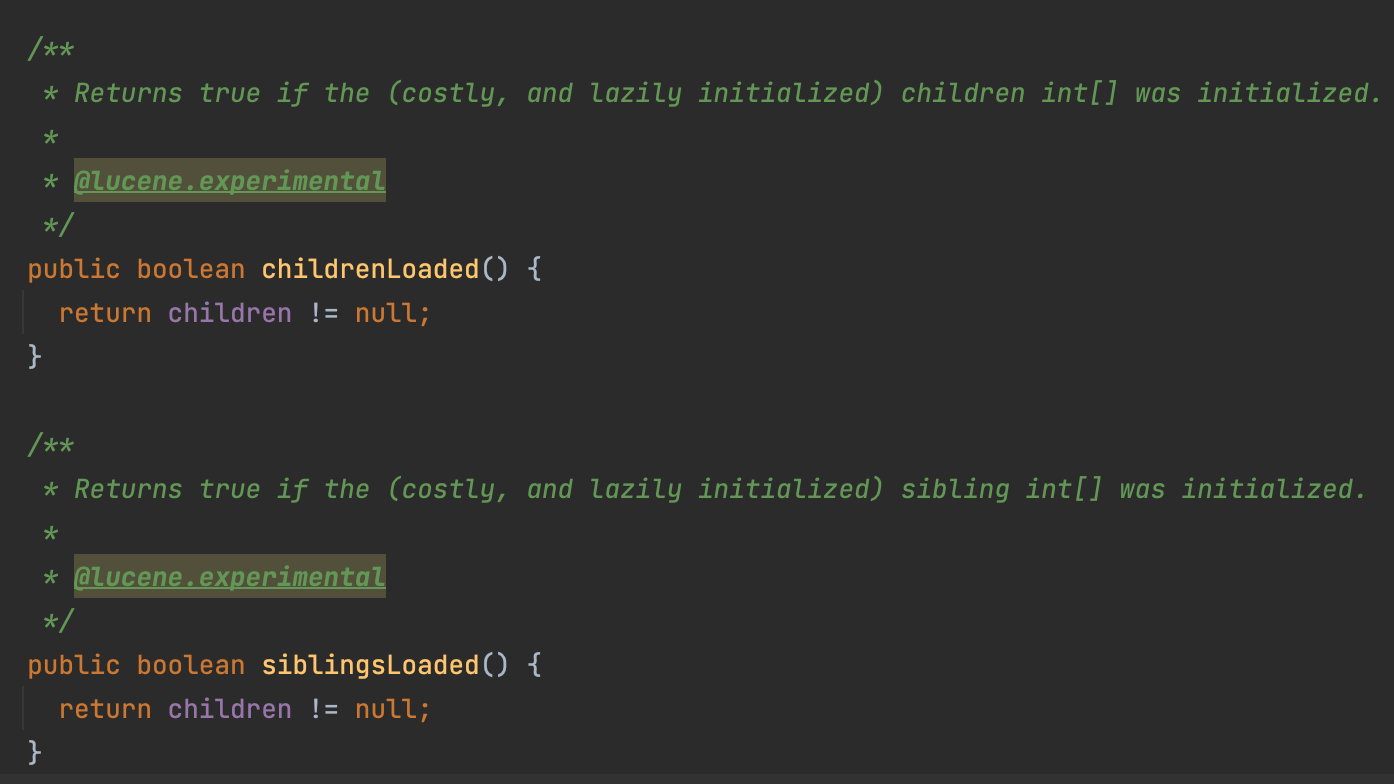 /**
 * Returns true if the (costly, and lazily initialized) children int[] was initialized.
 *
 * @lucene.experimental
 */
public boolean childrenLoaded() {
  return children != null;
}

/**
 * Returns true if the (costly, and lazily initialized) sibling int[] was initialized.
 *
 * @lucene.experimental
 */
public boolean siblingsLoaded() {
  return children != null;
}